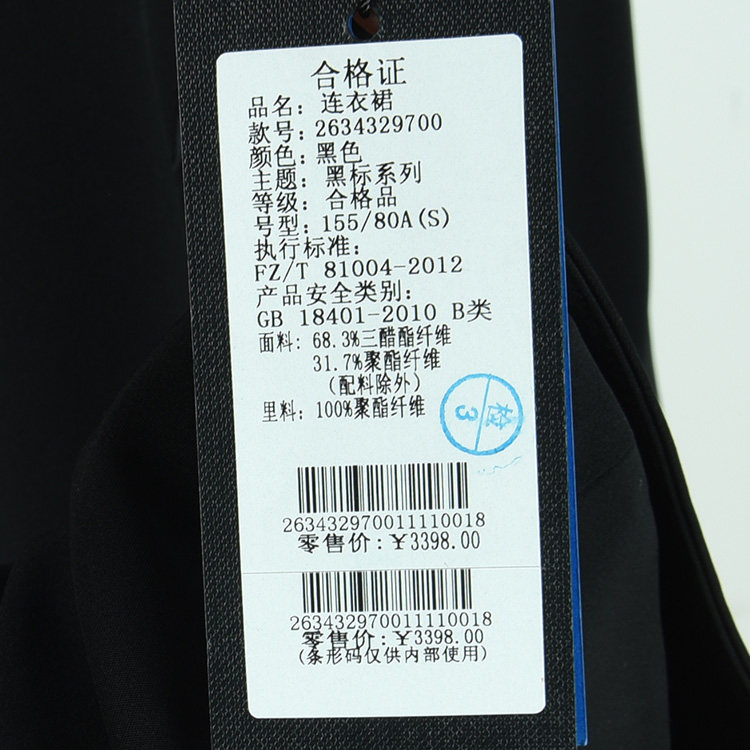 合格证
品名: 连衣裙
款号: 2634329700
颜色: 黑色
主题: 黑标系列
等级: 合格品
号型: 155/80A(S)
执行标准:
FZ/T 81004-2012
产品安全类别:
GB 18401-2010 B类
面料: 68.3%三醋酯纤维
31.7%聚酯纤维
(配料除外)
里料: 100%聚酯纤维
检
3
263432970011110018
零售价:¥3398.00
263432970011110018
零售价:¥3398.00
(条形码仅供内部使用)